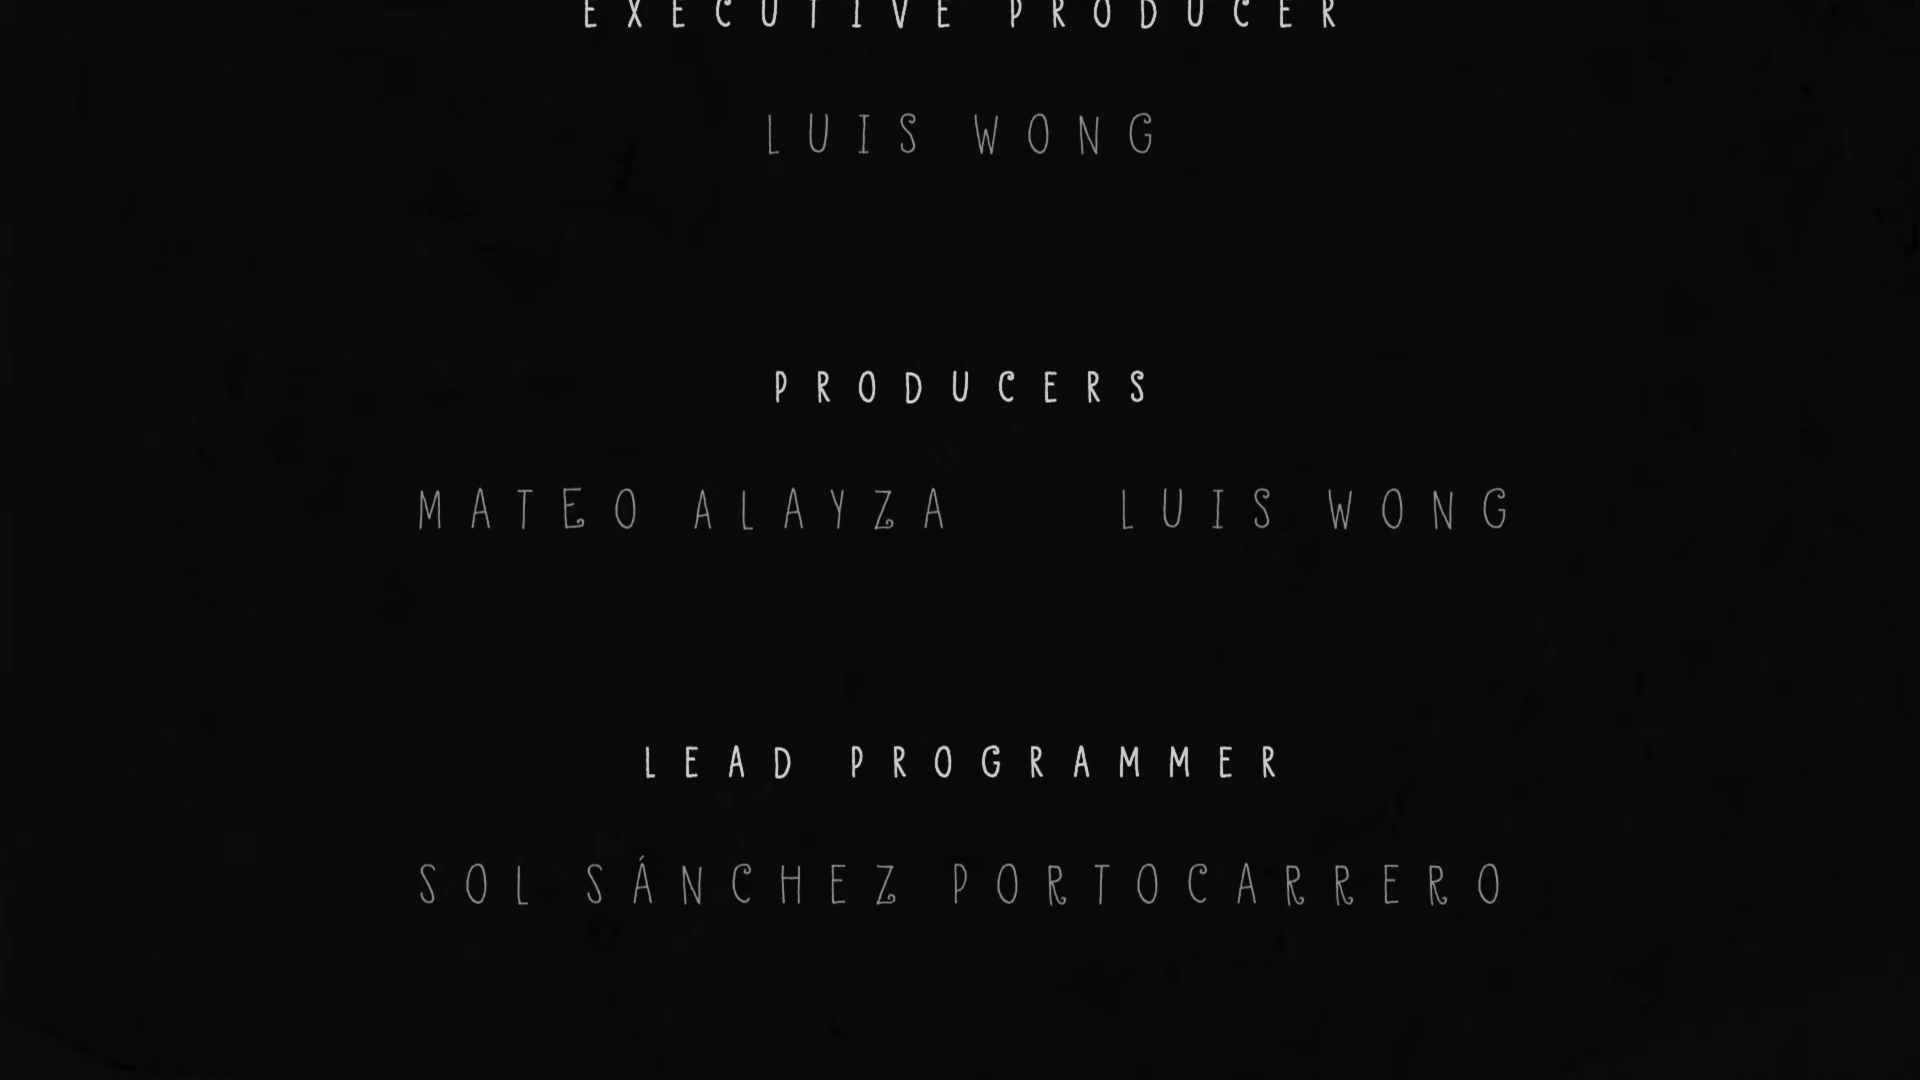 EXECUTIVE PRODUCER
LUIS WONG
PRODUCERS
MATEO ALAYZA LUIS WONG
LEAD PROGRAMMER
SOL SÁNCHEZ PORTOCARRERO